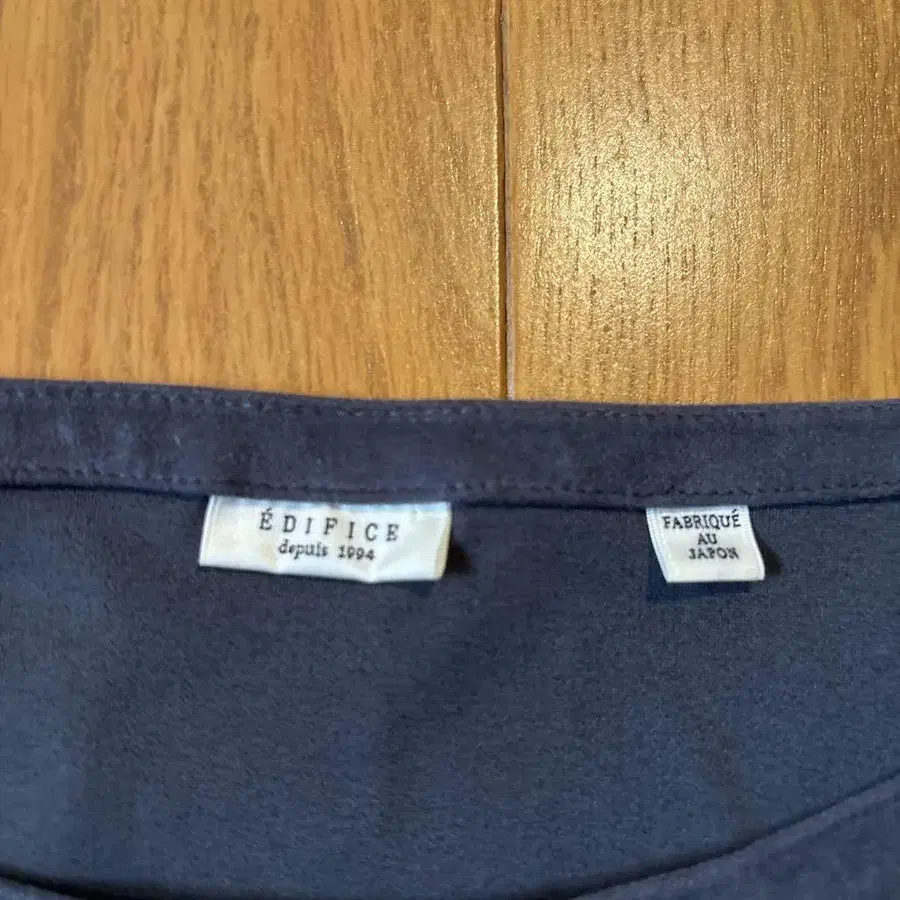 ÉDIFICE
depuis 1994
FABRIQUÉ
AU
JAPON